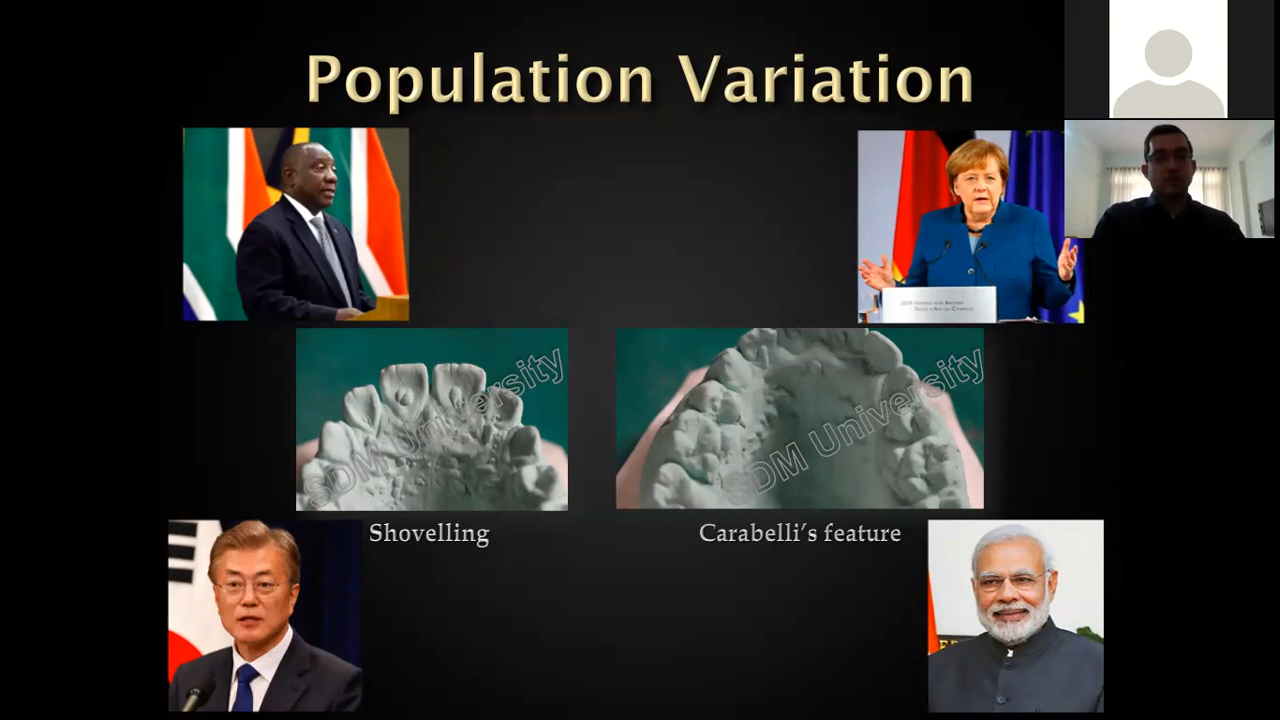 Population Variation
SDM University
SDM University
Shovelling
Carabelli's feature